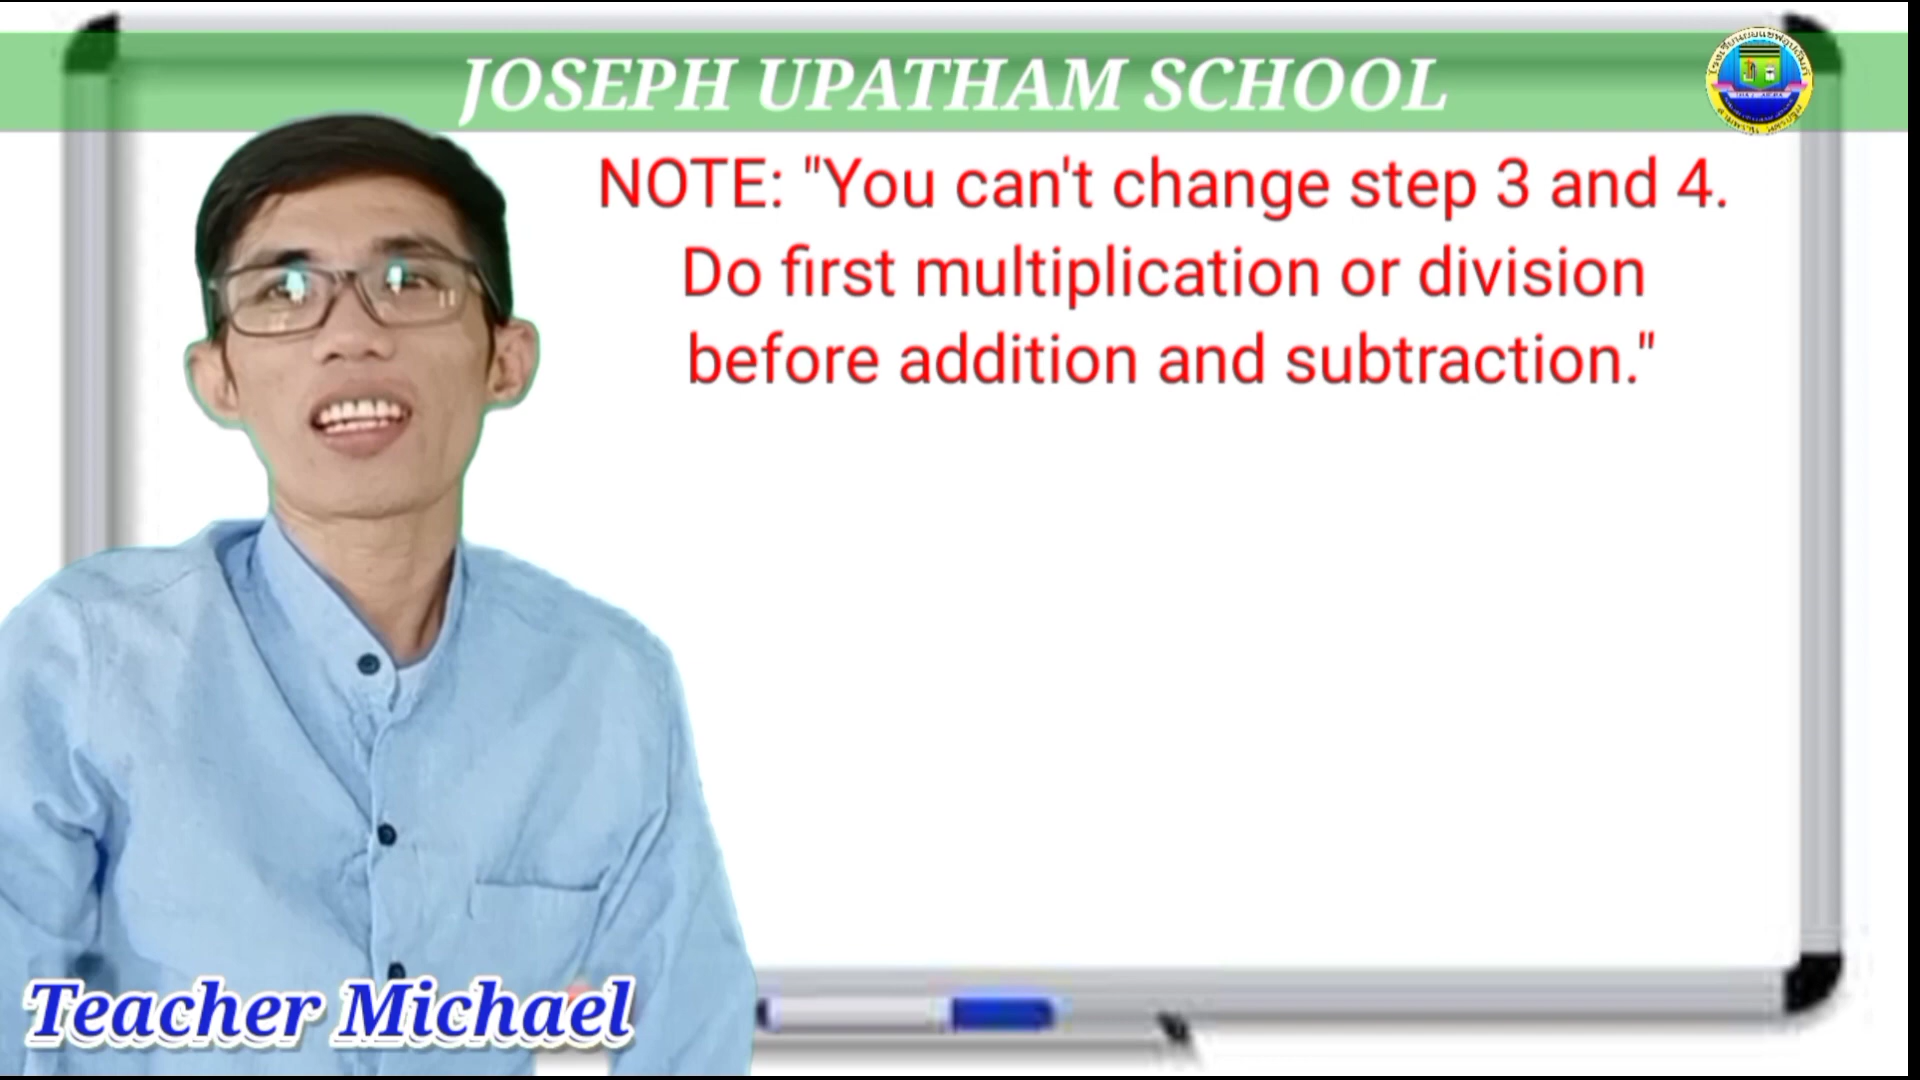 JOSEPH UPATHAM SCHOOL
NOTE: "You can't change step 3 and 4.
Do first multiplication or division
before addition and subtraction."
Teacher Michael